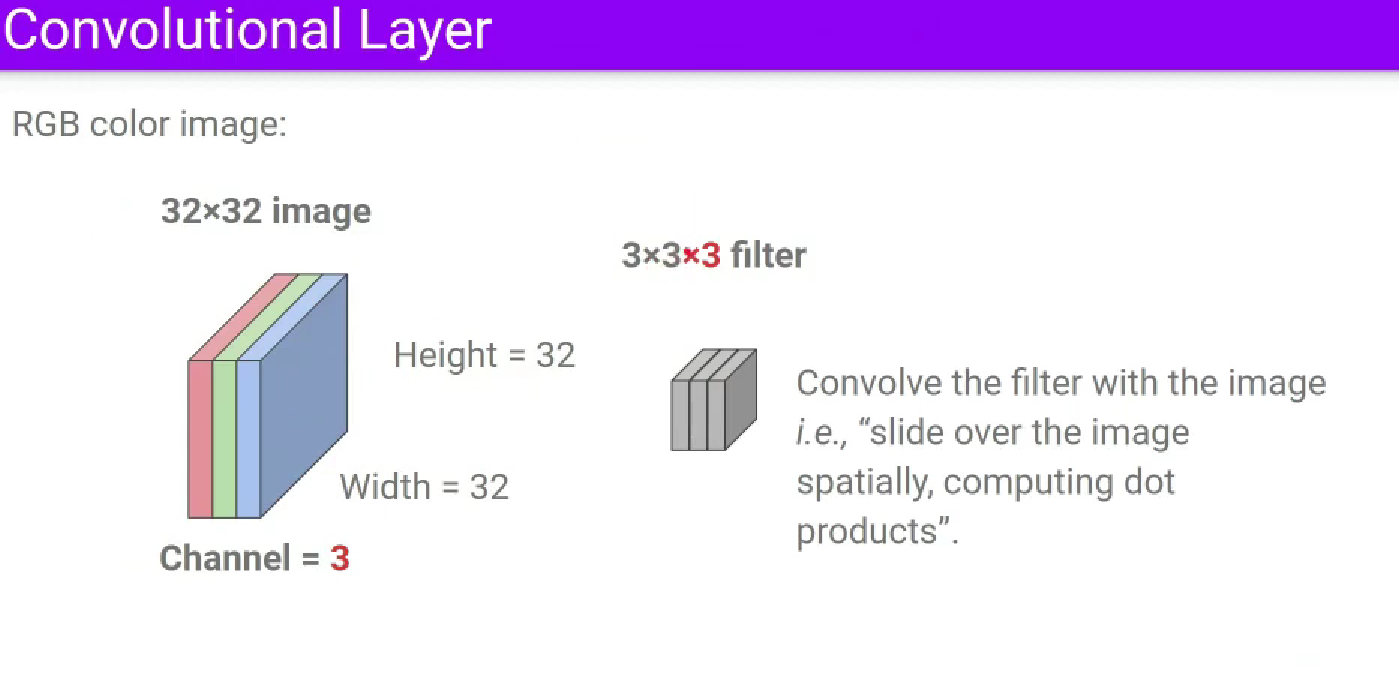 Convolutional Layer
RGB color image:
32×32 image
3×3×3 filter
Height = 32
Width = 32
Channel = 3
Convolve the filter with the image
i.e., “slide over the image
spatially, computing dot
products”.